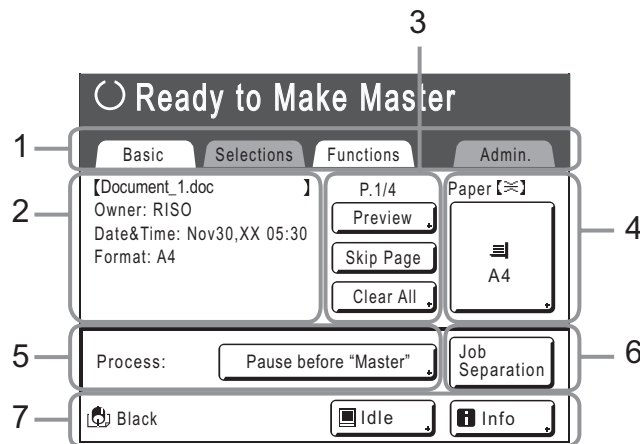 3
Ready to Make Master
1
Basic Selections Functions Admin.
2
【Document_1.doc 】
Owner: RISO
Date&Time: Nov30,XX 05:30
Format: A4
P.1/4
Preview
Skip Page
Clear All
Paper【】
A4
4
5
Process: Pause before “Master”
Job
Separation
6
7
Black Idle Info